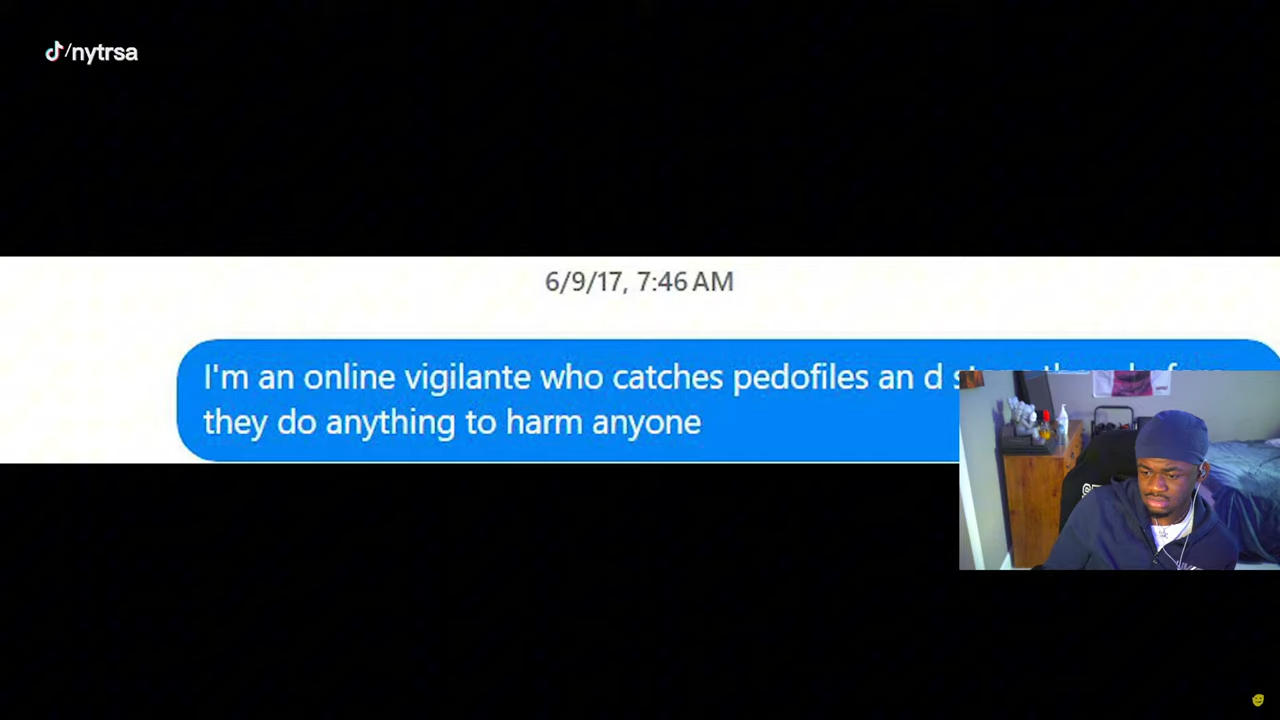 /nytrsa
6/9/17, 7:46 AM
I'm an online vigilante who catches pedofiles an d
they do anything to harm anyone